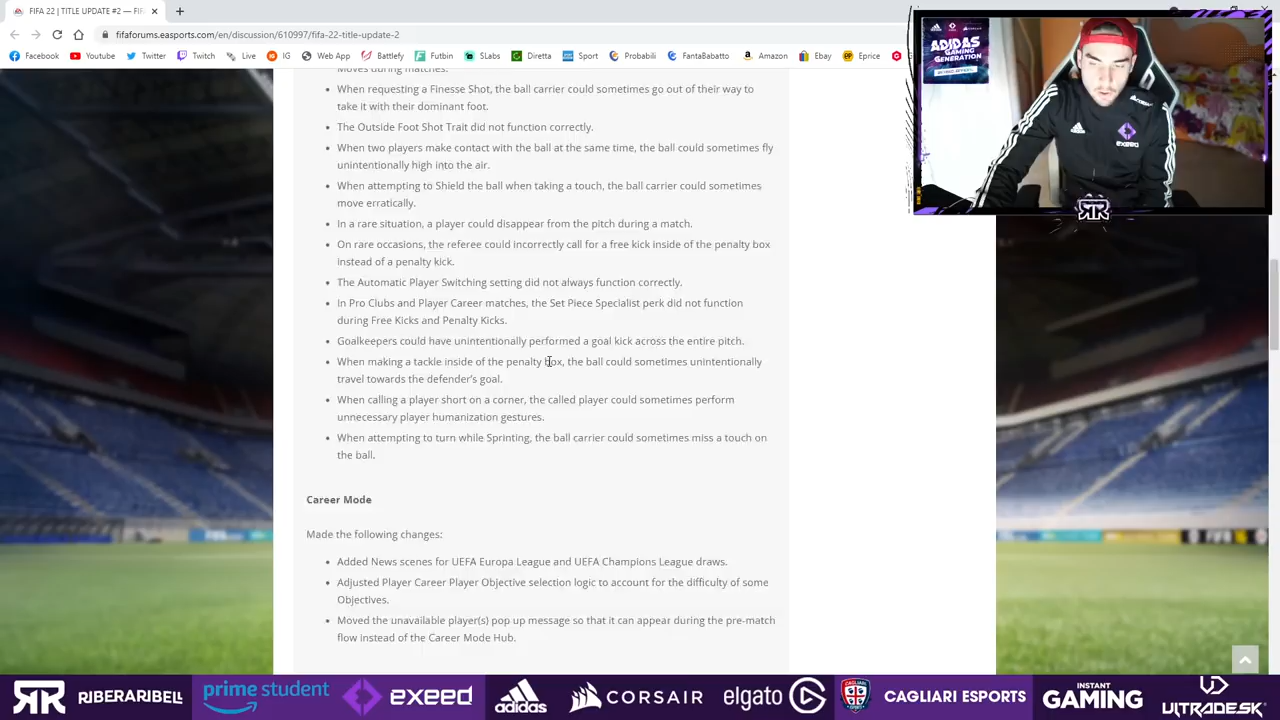 FIFA 22 | TITLE UPDATE #2 — FIF
fifaforums.easports.com/en/
s/610997/fifa-22-title-update-2
Facebook Youtube Twitter Twitch Live IG Web App Battlefy Futbin SLabs Diretta Sport Probabili FantaBabatto Amazon Ebay Eprice
Moves during matches.
• When requesting a Finesse Shot, the ball carrier could sometimes go out of their way to
take it with their dominant foot.
• The Outside Foot Shot Trait did not function correctly.
• When two players make contact with the ball at the same time, the ball could sometimes fly
unintentionally high into the air.
• When attempting to Shield the ball when taking a touch, the ball carrier could sometimes
move erratically.
• In a rare situation, a player could disappear from the pitch during a match.
• On rare occasions, the referee could incorrectly call for a free kick inside of the penalty box
instead of a penalty kick.
• The Automatic Player Switching setting did not always function correctly.
• In Pro Clubs and Player Career matches, the Set Piece Specialist perk did not function
during Free Kicks and Penalty Kicks.
• Goalkeepers could have unintentionally performed a goal kick across the entire pitch.
• When making a tackle inside of the penalty box, the ball could sometimes unintentionally
travel towards the defender's goal.
• When calling a player short on a corner, the called player could sometimes perform
unnecessary player humanization gestures.
• When attempting to turn while Sprinting, the ball carrier could sometimes miss a touch on
the ball.
Career Mode
Made the following changes:
• Added News scenes for UEFA Europa League and UEFA Champions League draws.
• Adjusted Player Career Player Objective selection logic to account for the difficulty of some
Objectives.
• Moved the unavailable player(s) pop up message so that it can appear during the pre-match
flow instead of the Career Mode Hub.
ADIDAS
GAMING
GENERATION
exeed
RIBERARIBELL
prime student
exeed
adidas
CORSAIR
elgato
CAGLIARI ESPORTS
INSTANT
GAMING
ULTRADESK